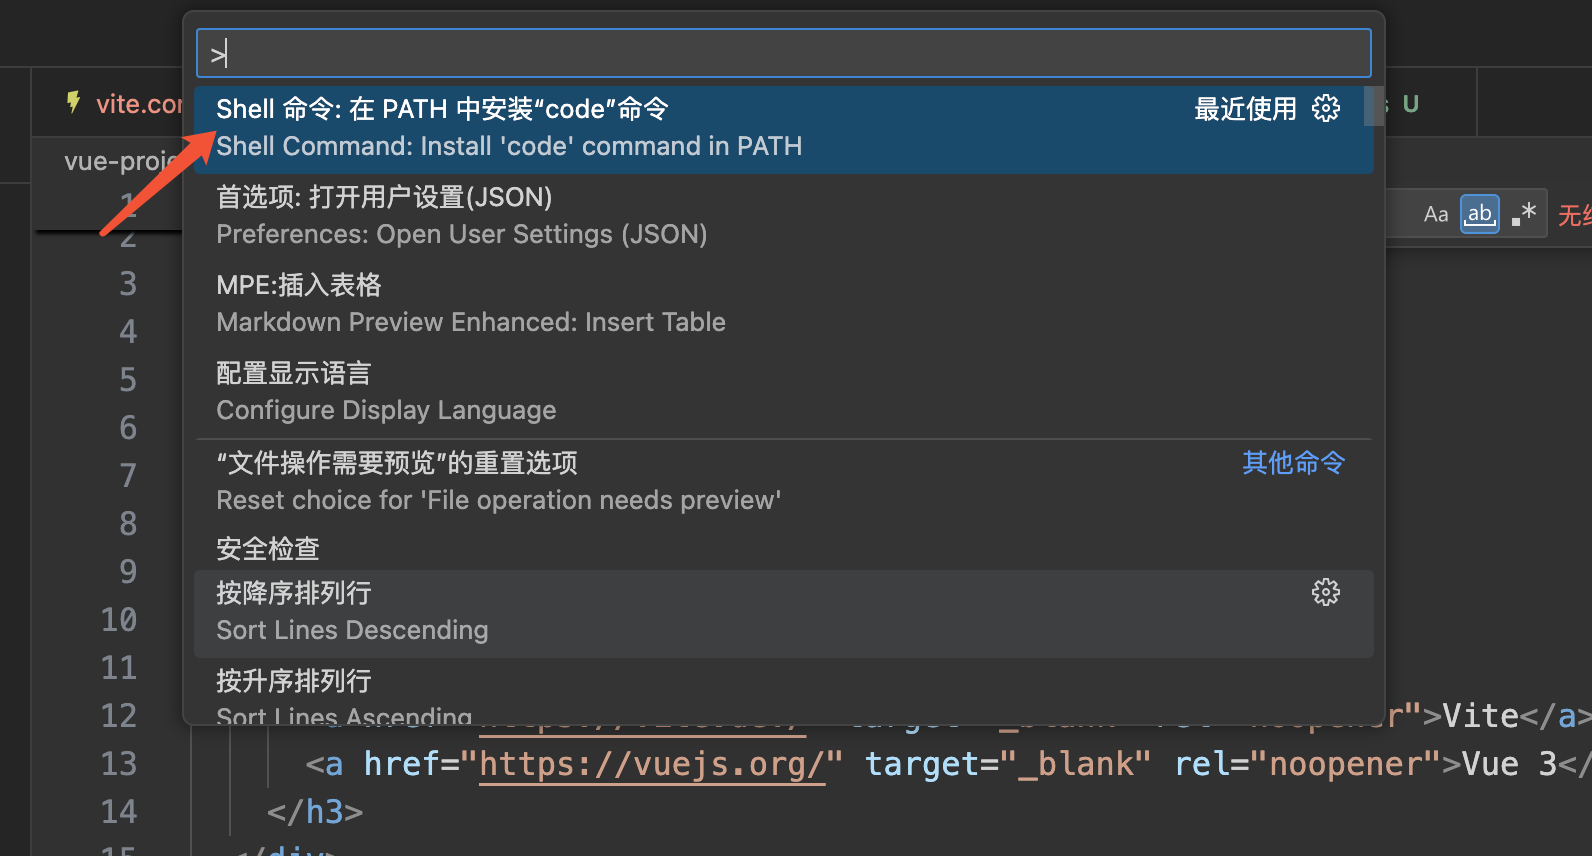 >
Shell 命令: 在 PATH 中安装“code”命令 最近使用
Shell Command: Install 'code' command in PATH
首选项: 打开用户设置(JSON)
Preferences: Open User Settings (JSON)
MPE:插入表格
Markdown Preview Enhanced: Insert Table
配置显示语言
Configure Display Language
“文件操作需要预览”的重置选项 其他命令
Reset choice for 'File operation needs preview'
安全检查
按降序排列行
Sort Lines Descending
按升序排列行
Sort Lines Ascending
vite.con
U
vue-proje
Aa ab .* 无
1
2
3
4
5
6
7
8
9
10
11
12 ">Vite</a>
13 <a href="https://vuejs.org/" target="_blank" rel="noopener">Vue 3</
14 </h3>
15 </div>